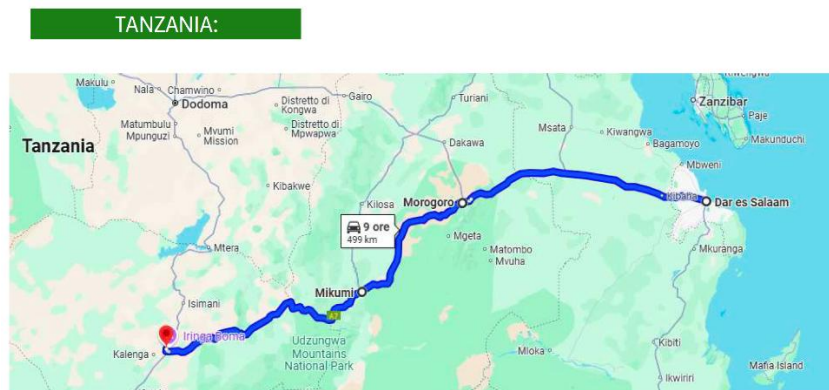 TANZANIA:
Makulu
Nala
Chamwino
Dodoma
Gairo
Turiani
Kiwengwa
Zanzibar
Paje
Distretto di
Kongwa
Matumbulu
Mpunguzi
Mvumi
Mission
Distretto di
Mpwapwa
Msata
Kiwangwa
Makunduchi
Tanzania
Dakawa
Bagamoyo
Mbweni
Kibakwe
Kilosa
Morogoro
Kibaha
Dar es Salaam
9 ore
499 km
Mgeta
Matombo
Mvuha
Mkuranga
Mtera
Mikumi
Isimani
A7
Iringa Boma
Kalenga
Udzungwa
Mountains
National Park
Mloka
Kibiti
Mafia Island
Ikwiriri